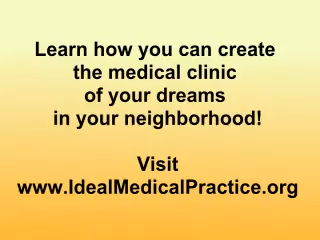 Learn how you can create
the medical clinic
of your dreams
in your neighborhood!
Visit
www.IdealMedicalPractice.org